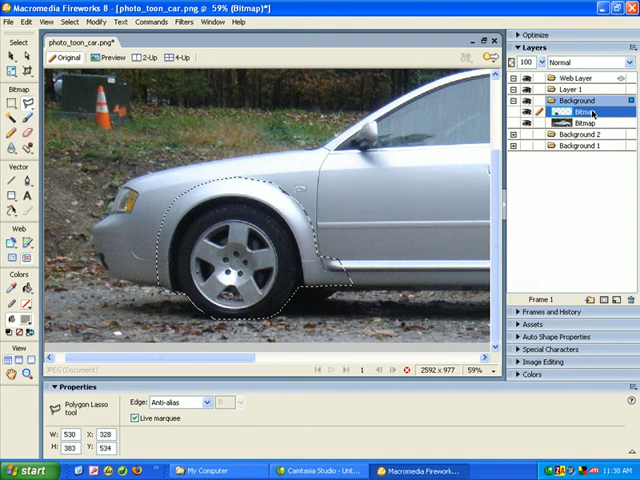 Macromedia Fireworks 8 - [photo_toon_car.png @ 59% (Bitmap)*]
File Edit View Select Modify Text Commands Filters Window Help
Select
Bitmap
Vector
Web
Colors
View
photo_toon_car.png*
Original Preview 2-Up 4-Up
JPEG (Document)
1
2592 x 977
59%
Optimize
Layers
100 Normal
Web Layer
Layer 1
Background
Bitmap
Bitmap
Background 2
Background 1
Frame 1
Frames and History
Assets
Auto Shape Properties
Special Characters
Image Editing
Colors
Properties
Polygon Lasso tool
Edge: Anti-alias 0
Live marquee
W: 530 X: 328
H: 383 Y: 534
start
My Computer
Camtasia Studio - Unt...
Macromedia Firewo...
11:38 AM